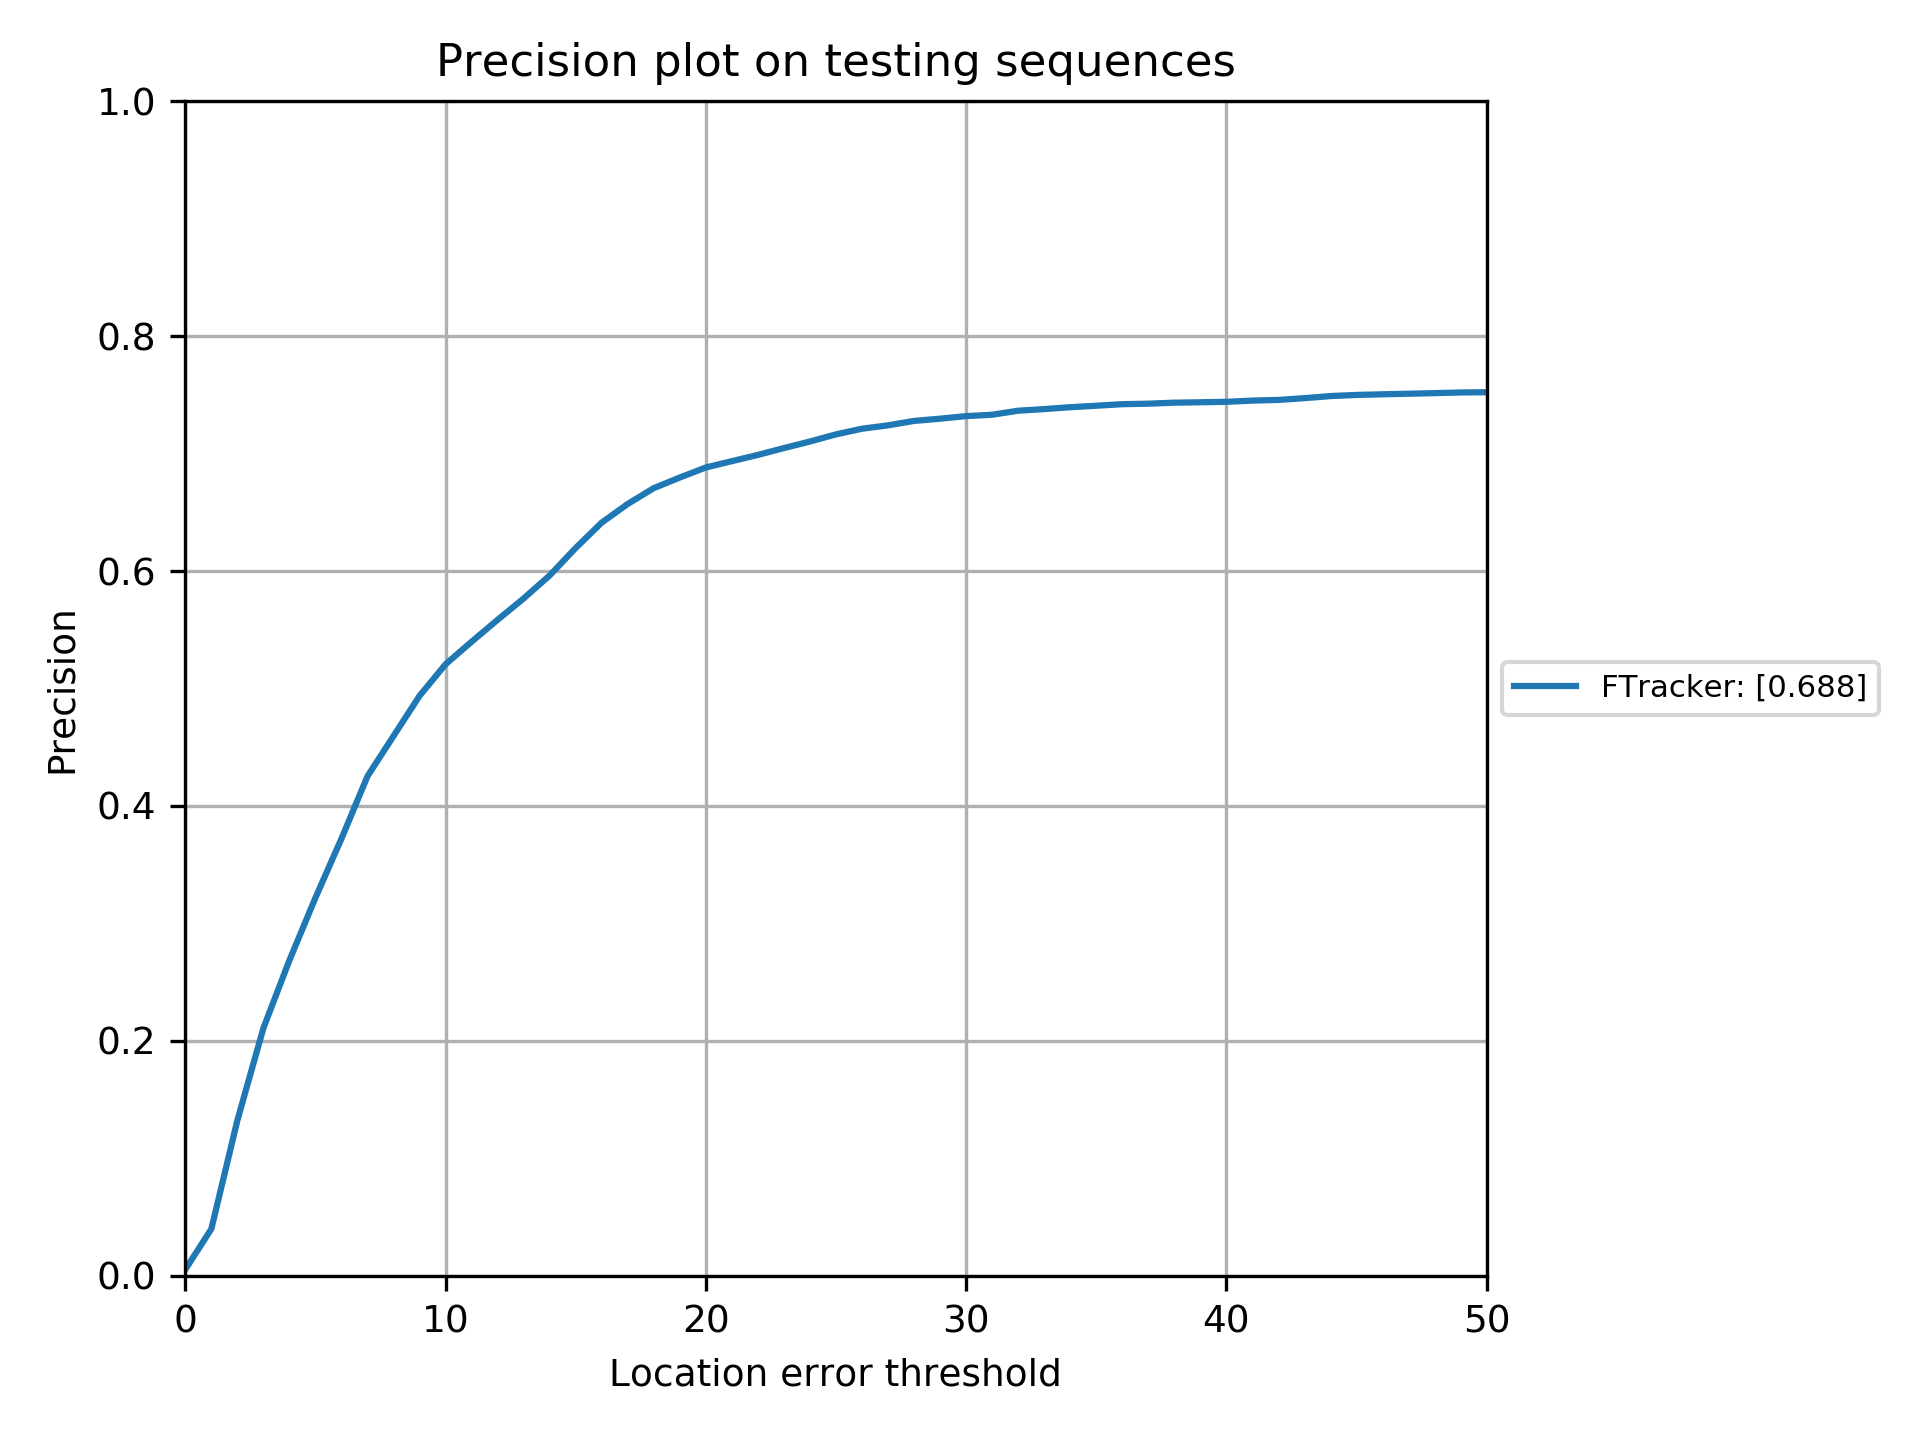 Precision plot on testing sequences
1.0
0.8
0.6
0.4
0.2
0.0
Precision
0 10 20 30 40 50
Location error threshold
FTracker: [0.688]